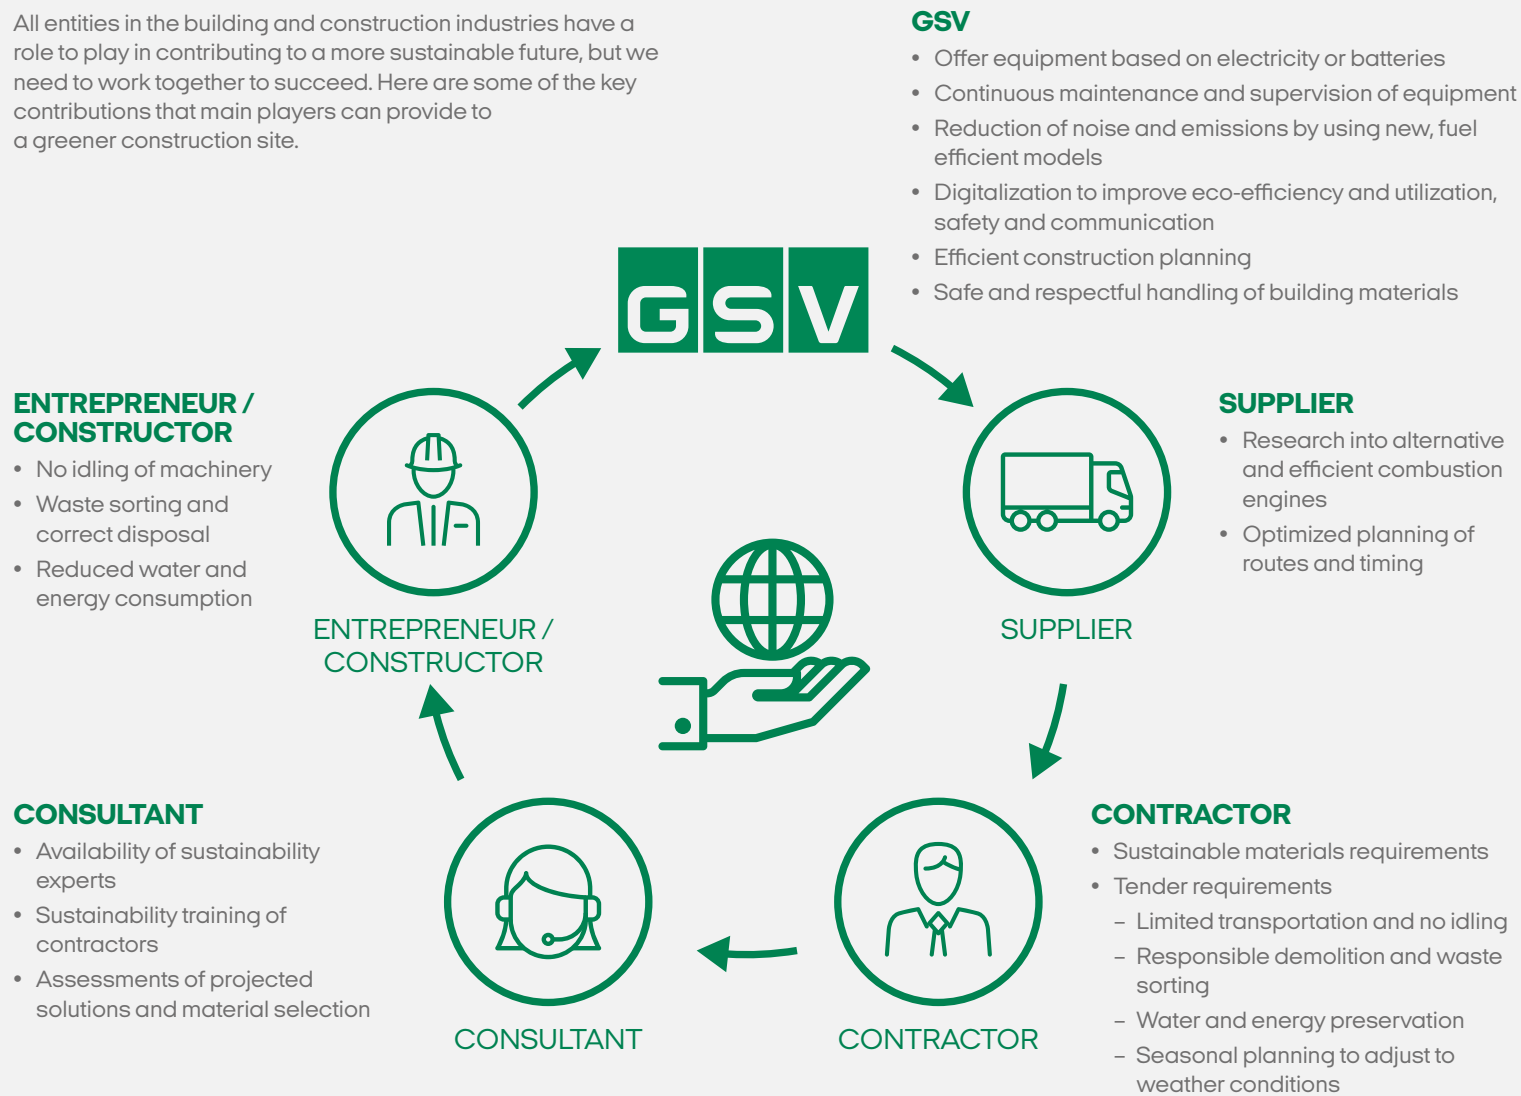 All entities in the building and construction industries have a
role to play in contributing to a more sustainable future, but we
need to work together to succeed. Here are some of the key
contributions that main players can provide to
a greener construction site.
GSV
• Offer equipment based on electricity or batteries
• Continuous maintenance and supervision of equipment
• Reduction of noise and emissions by using new, fuel
efficient models
• Digitalization to improve eco-efficiency and utilization,
safety and communication
• Efficient construction planning
• Safe and respectful handling of building materials
GSV
ENTREPRENEUR /
CONSTRUCTOR
• No idling of machinery
• Waste sorting and
correct disposal
• Reduced water and
energy consumption
ENTREPRENEUR /
CONSTRUCTOR
SUPPLIER
SUPPLIER
• Research into alternative
and efficient combustion
engines
• Optimized planning of
routes and timing
CONSULTANT
• Availability of sustainability
experts
• Sustainability training of
contractors
• Assessments of projected
solutions and material selection
CONSULTANT
CONTRACTOR
CONTRACTOR
• Sustainable materials requirements
• Tender requirements
– Limited transportation and no idling
– Responsible demolition and waste
sorting
– Water and energy preservation
– Seasonal planning to adjust to
weather conditions